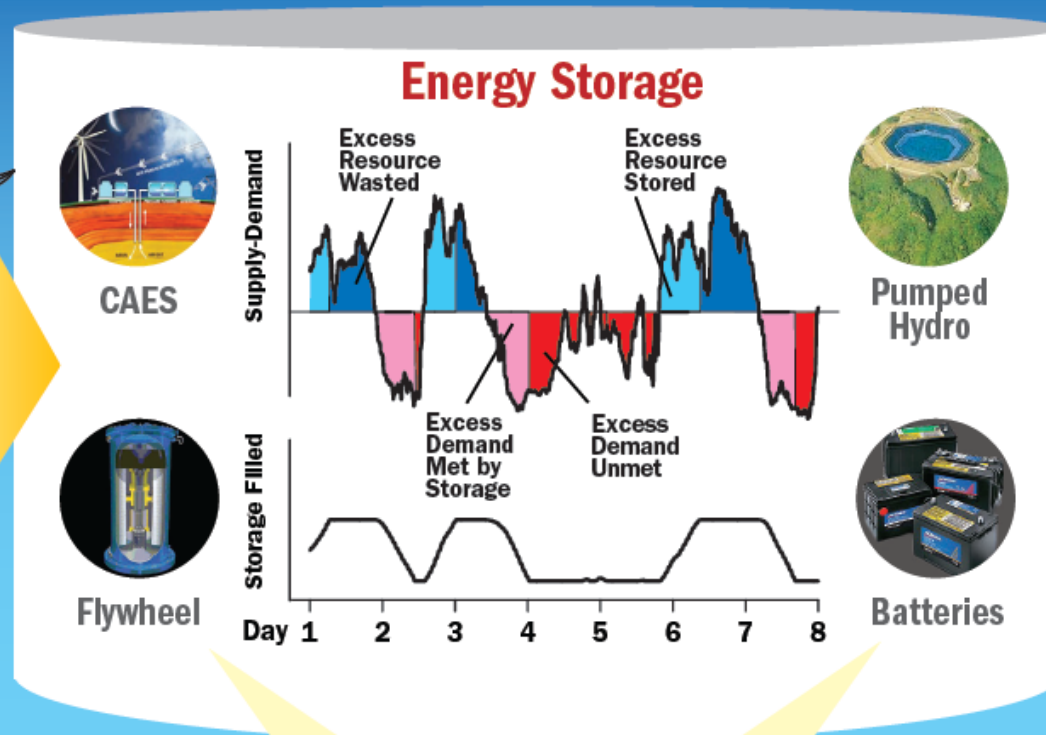 Energy Storage
CAES
Flywheel
Supply-Demand
Excess
Resource
Wasted
Excess
Resource
Stored
Excess
Demand
Met by
Storage
Excess
Demand
Unmet
Storage Filled
Day 1 2 3 4 5 6 7 8
Pumped
Hydro
Batteries